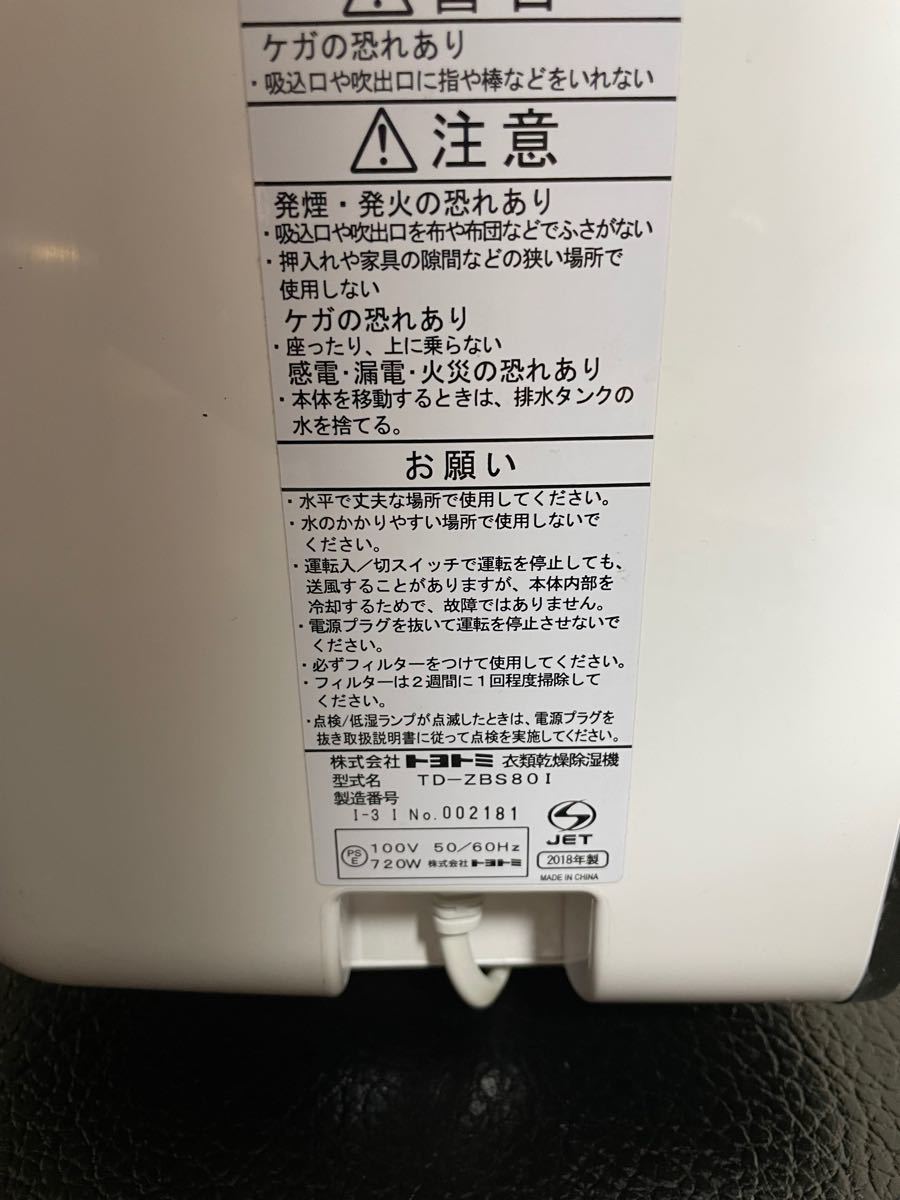 警告
ケガの恐れあり
・吸込口や吹出口に指や棒などをいれない
注意
発煙・発火の恐れあり
・吸込口や吹出口を布や布団などでふさがない
・押入れや家具の隙間などの狭い場所で
使用しない
ケガの恐れあり
・座ったり、上に乗らない
感電・漏電・火災の恐れあり
・本体を移動するときは、排水タンクの
水を捨てる。
お願い
・水平で丈夫な場所で使用してください。
・水のかかりやすい場所で使用しないで
ください。
・運転入／切スイッチで運転を停止しても、
送風することがありますが、本体内部を
冷却するためで、故障ではありません。
・電源プラグを抜いて運転を停止させないで
ください。
・必ずフィルターをつけて使用してください。
・フィルターは２週間に１回程度掃除して
ください。
・点検/低湿ランプが点滅したときは、電源プラグを
抜き取扱説明書に従って点検を実施してください。
株式会社 トヨトミ 衣類乾燥除湿機
型式名 TD-ZBS80I
製造番号
I-3 I No.002181
PSE 100V 50/60Hz
720W 株式会社トヨトミ
JET
2018年製
MADE IN CHINA